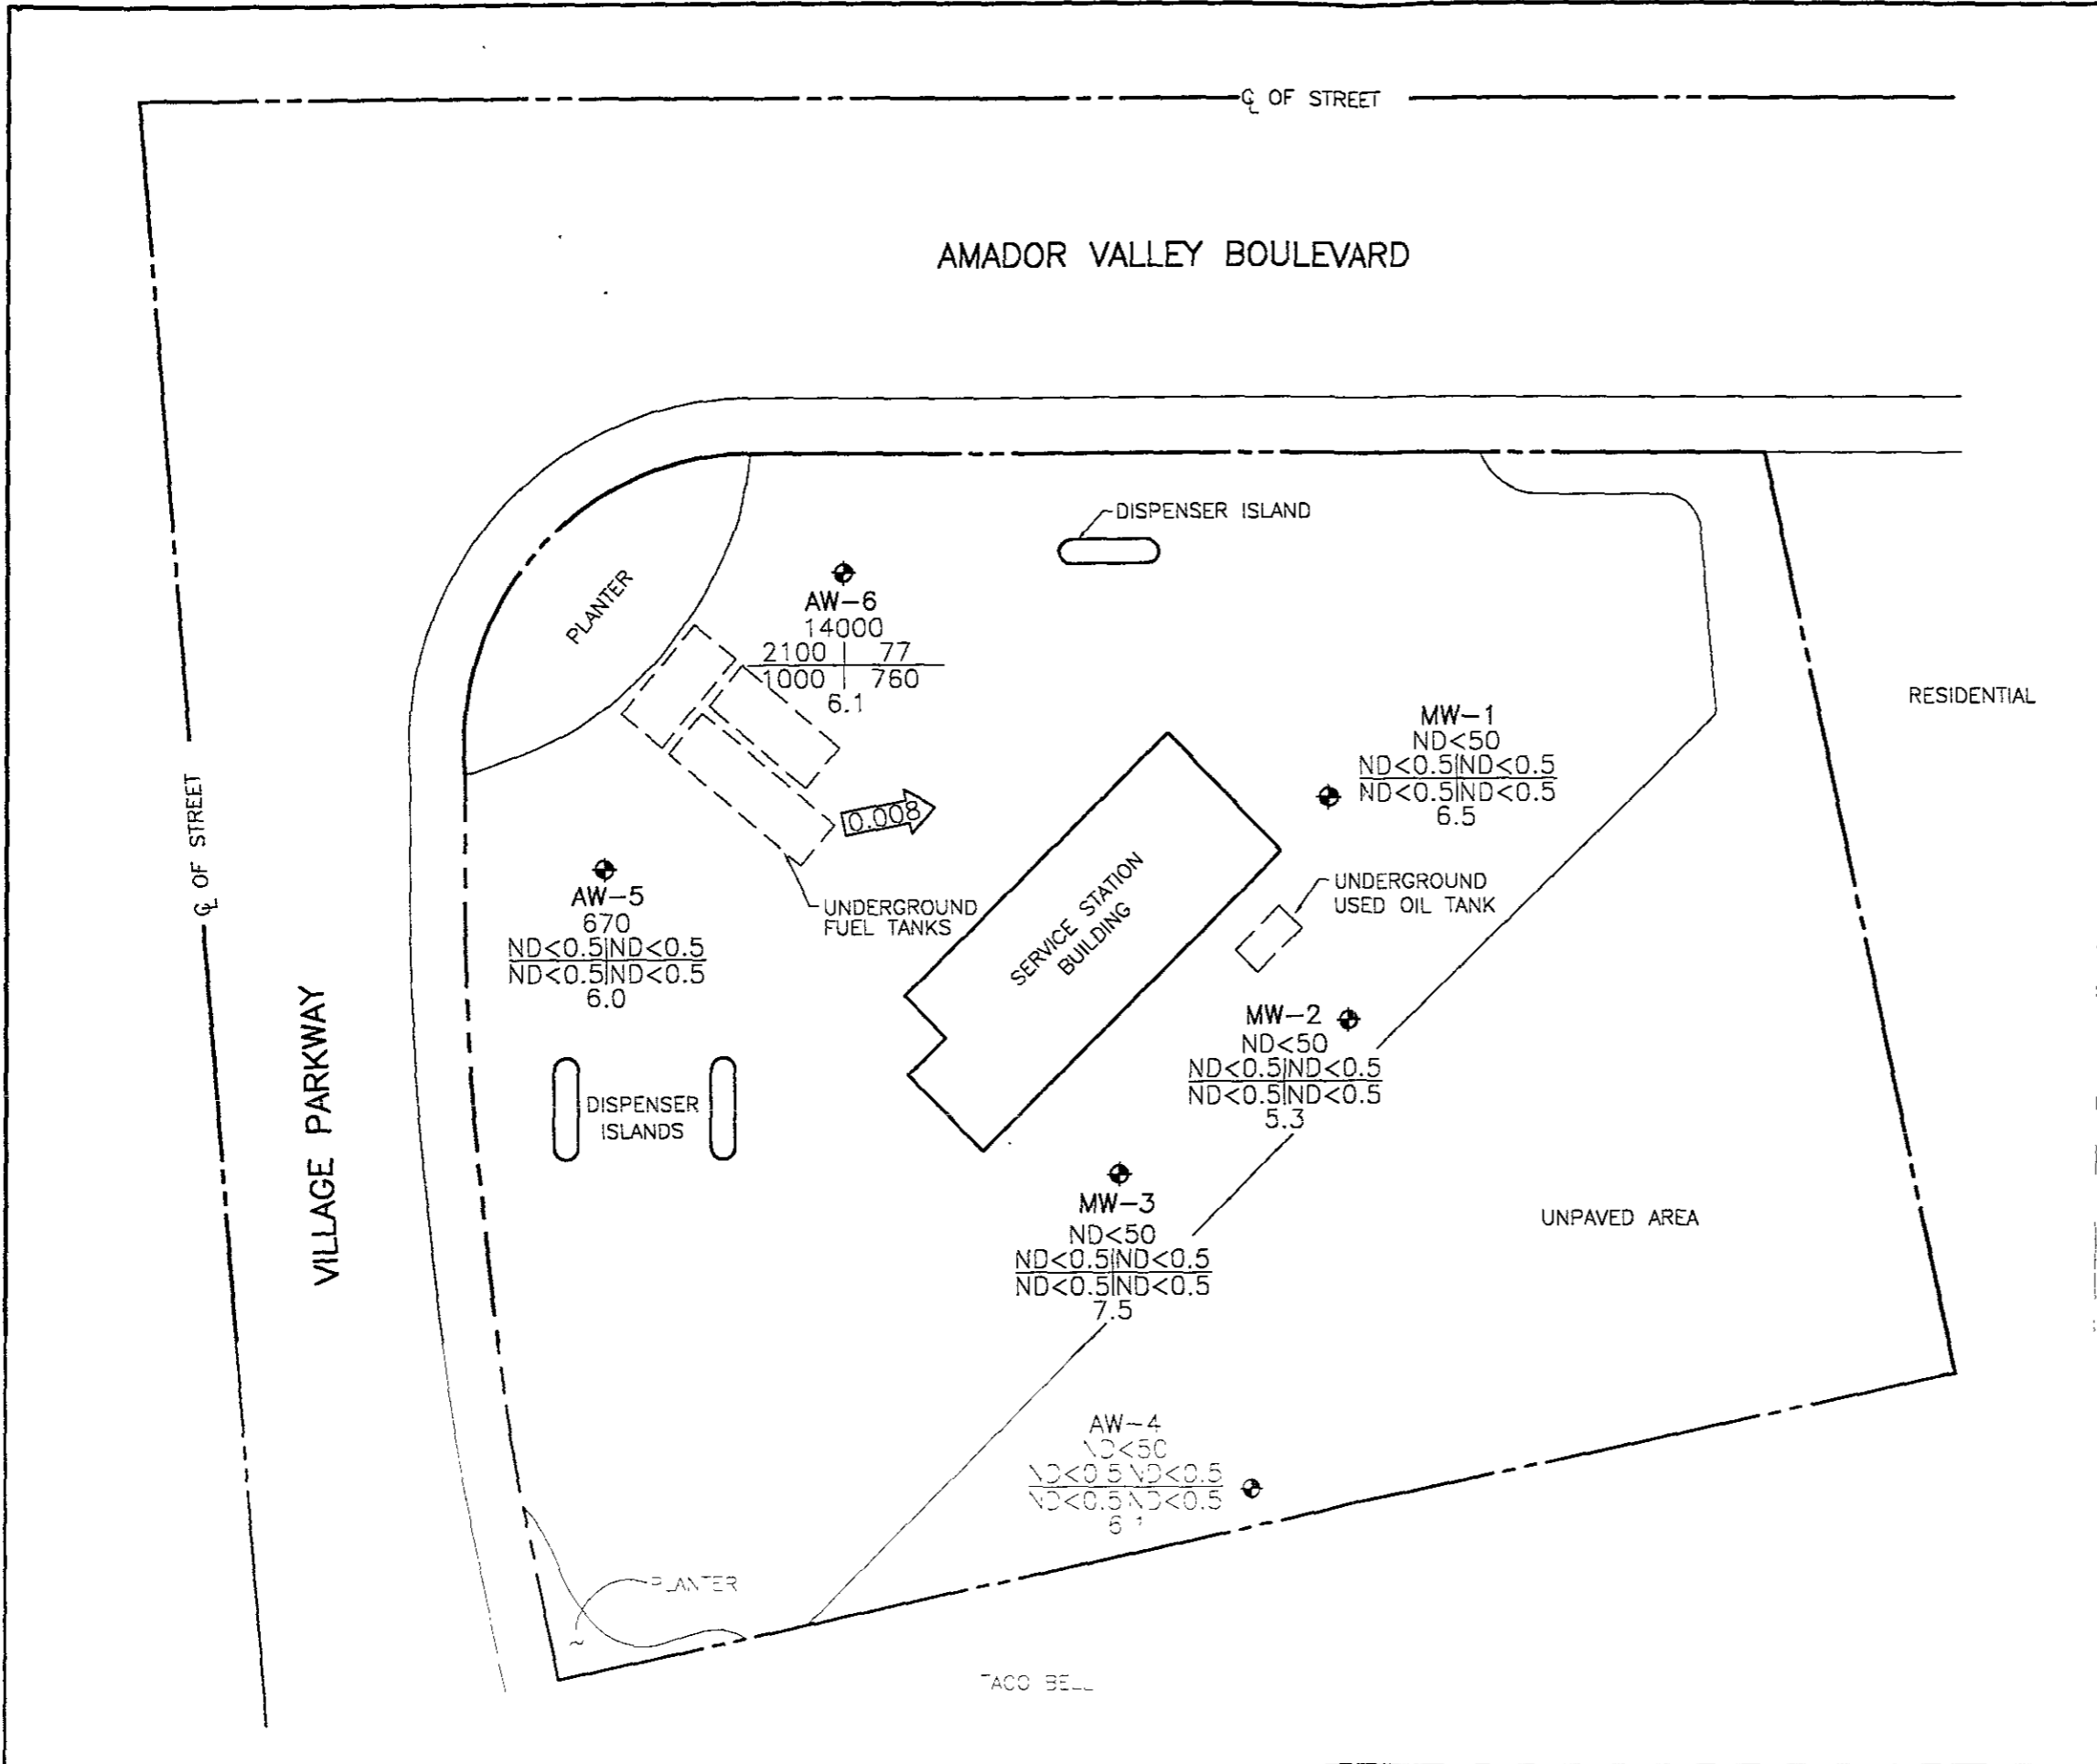 ℄ OF STREET
AMADOR VALLEY BOULEVARD
DISPENSER ISLAND
PLANTER
AW-6
14000
2100 | 77
1000 | 760
6.1
RESIDENTIAL
MW-1
ND<50
ND<0.5|ND<0.5
ND<0.5|ND<0.5
6.5
0.008
℄ OF STREET
UNDERGROUND
FUEL TANKS
AW-5
670
ND<0.5|ND<0.5
ND<0.5|ND<0.5
6.0
SERVICE STATION
BUILDING
UNDERGROUND
USED OIL TANK
VILLAGE PARKWAY
MW-2
ND<50
ND<0.5|ND<0.5
ND<0.5|ND<0.5
5.3
DISPENSER
ISLANDS
MW-3
ND<50
ND<0.5|ND<0.5
ND<0.5|ND<0.5
7.5
UNPAVED AREA
AW-4
ND<50
ND<0.5 ND<0.5
ND<0.5 ND<0.5
6.1
PLANTER
TACO BELL